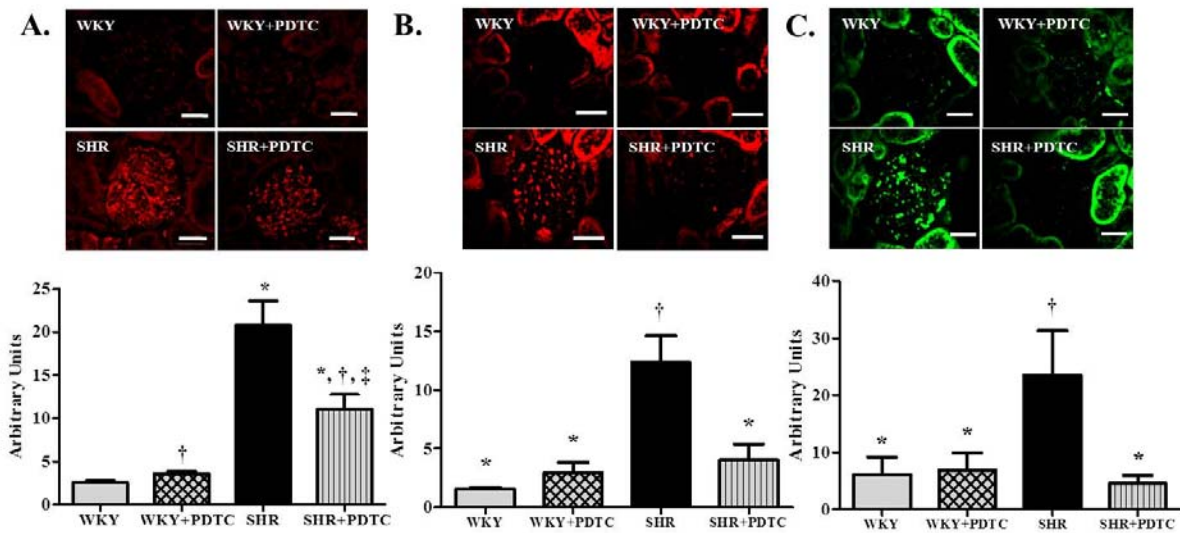 A.
WKY
WKY+PDTC
SHR
SHR+PDTC
25
20
15
10
5
0
Arbitrary Units
†
*
*, †, ‡
WKY
WKY+PDTC
SHR
SHR+PDTC
B.
WKY
WKY+PDTC
SHR
SHR+PDTC
20
15
10
5
0
Arbitrary Units
*
*
†
*
WKY
WKY+PDTC
SHR
SHR+PDTC
C.
WKY
WKY+PDTC
SHR
SHR+PDTC
40
30
20
10
0
Arbitrary Units
*
*
†
*
WKY
WKY+PDTC
SHR
SHR+PDTC